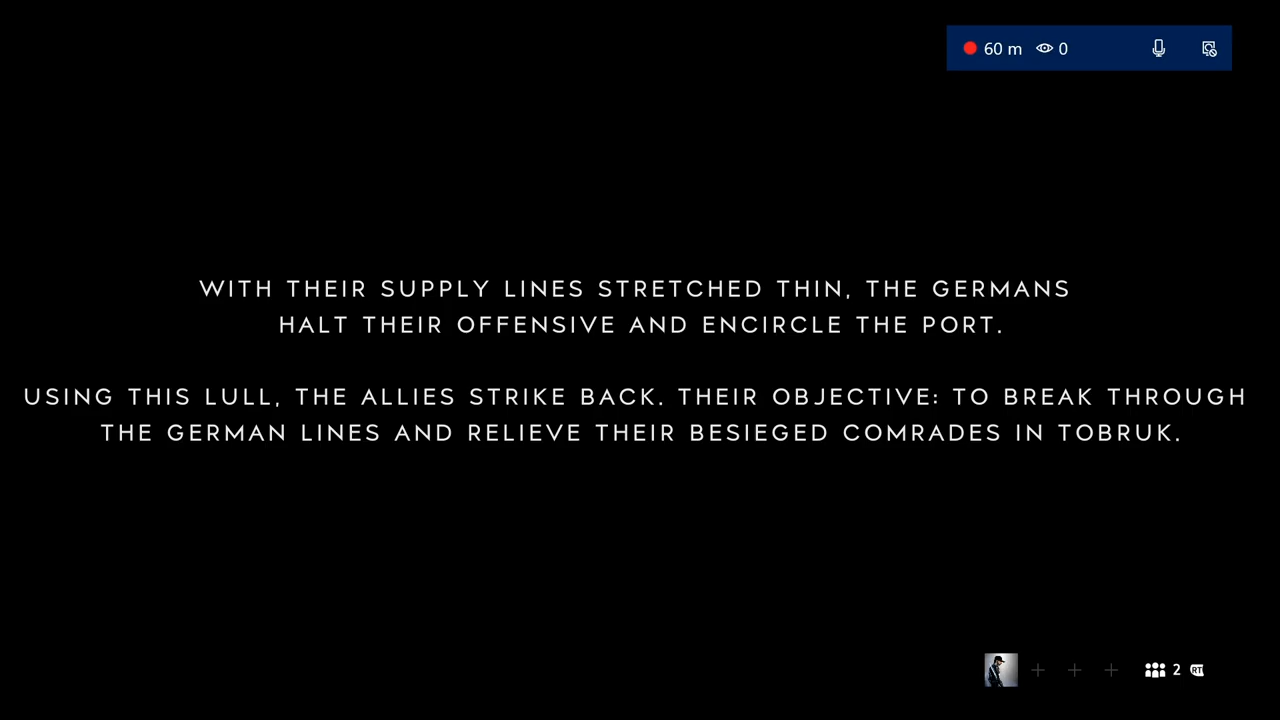 60 m 0
WITH THEIR SUPPLY LINES STRETCHED THIN, THE GERMANS
HALT THEIR OFFENSIVE AND ENCIRCLE THE PORT.
USING THIS LULL, THE ALLIES STRIKE BACK. THEIR OBJECTIVE: TO BREAK THROUGH
THE GERMAN LINES AND RELIEVE THEIR BESIEGED COMRADES IN TOBRUK.
2 RT